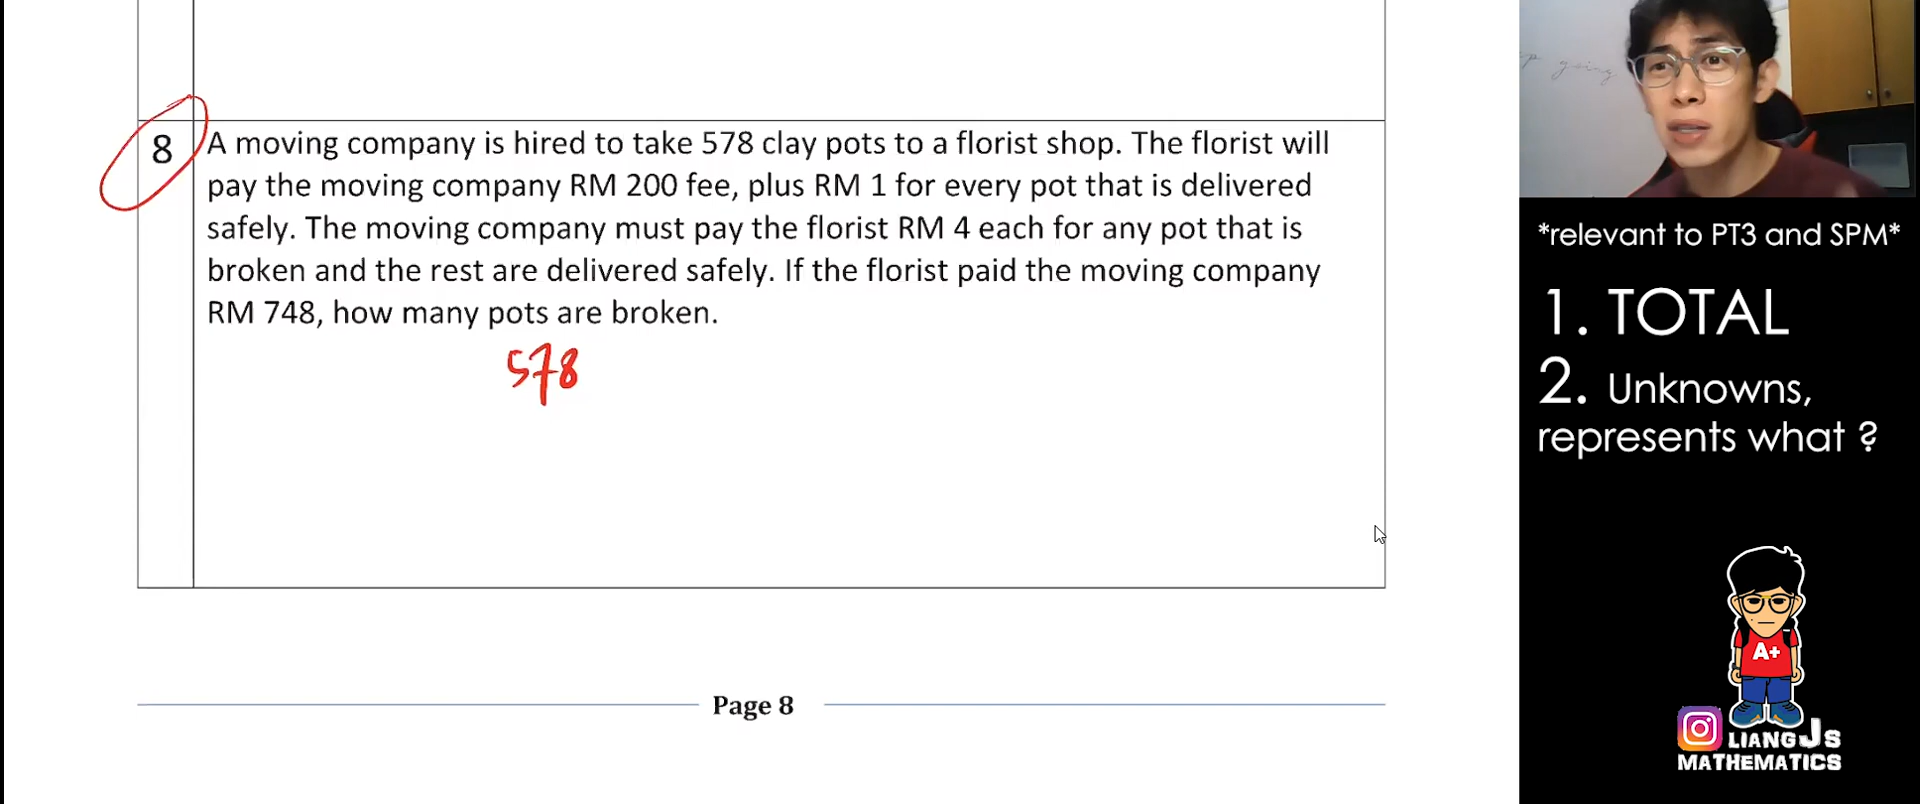 8
A moving company is hired to take 578 clay pots to a florist shop. The florist will
pay the moving company RM 200 fee, plus RM 1 for every pot that is delivered
safely. The moving company must pay the florist RM 4 each for any pot that is
broken and the rest are delivered safely. If the florist paid the moving company
RM 748, how many pots are broken.
578
Page 8
going
*relevant to PT3 and SPM*
1. TOTAL
2. Unknowns,
represents what ?
A+
LIANGJS
MATHEMATICS